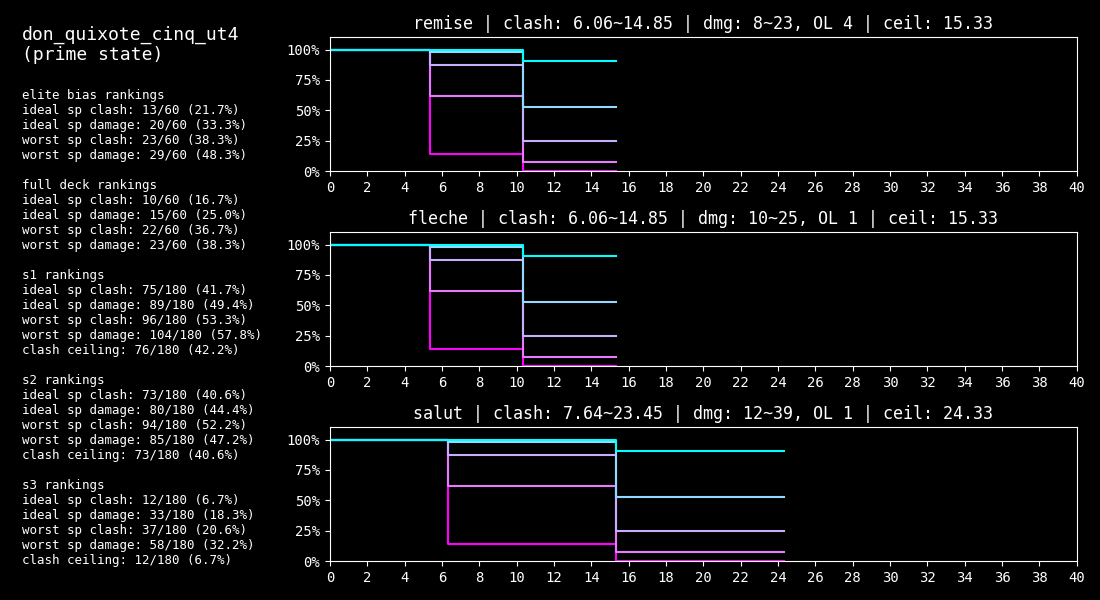 don_quixote_cinq_ut4
(prime state)
elite bias rankings
ideal sp clash: 13/60 (21.7%)
ideal sp damage: 20/60 (33.3%)
worst sp clash: 23/60 (38.3%)
worst sp damage: 29/60 (48.3%)
full deck rankings
ideal sp clash: 10/60 (16.7%)
ideal sp damage: 15/60 (25.0%)
worst sp clash: 22/60 (36.7%)
worst sp damage: 23/60 (38.3%)
s1 rankings
ideal sp clash: 75/180 (41.7%)
ideal sp damage: 89/180 (49.4%)
worst sp clash: 96/180 (53.3%)
worst sp damage: 104/180 (57.8%)
clash ceiling: 76/180 (42.2%)
s2 rankings
ideal sp clash: 73/180 (40.6%)
ideal sp damage: 80/180 (44.4%)
worst sp clash: 94/180 (52.2%)
worst sp damage: 85/180 (47.2%)
clash ceiling: 73/180 (40.6%)
s3 rankings
ideal sp clash: 12/180 (6.7%)
ideal sp damage: 33/180 (18.3%)
worst sp clash: 37/180 (20.6%)
worst sp damage: 58/180 (32.2%)
clash ceiling: 12/180 (6.7%)
remise | clash: 6.06~14.85 | dmg: 8~23, OL 4 | ceil: 15.33
100%
75%
50%
25%
0%
0 2 4 6 8 10 12 14 16 18 20 22 24 26 28 30 32 34 36 38 40
fleche | clash: 6.06~14.85 | dmg: 10~25, OL 1 | ceil: 15.33
100%
75%
50%
25%
0%
0 2 4 6 8 10 12 14 16 18 20 22 24 26 28 30 32 34 36 38 40
salut | clash: 7.64~23.45 | dmg: 12~39, OL 1 | ceil: 24.33
100%
75%
50%
25%
0%
0 2 4 6 8 10 12 14 16 18 20 22 24 26 28 30 32 34 36 38 40